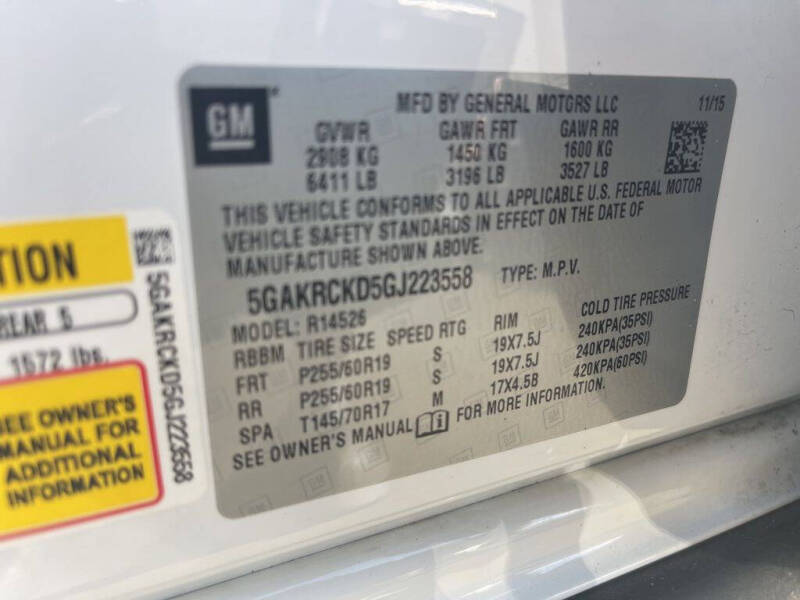 GM
MFD BY GENERAL MOTORS LLC 11/15
GVWR GAWR FRT GAWR RR
2908 KG 1450 KG 1600 KG
6411 LB 3196 LB 3527 LB
THIS VEHICLE CONFORMS TO ALL APPLICABLE U.S. FEDERAL MOTOR
VEHICLE SAFETY STANDARDS IN EFFECT ON THE DATE OF
MANUFACTURE SHOWN ABOVE.
5GAKRCKD5GJ223558 TYPE: M.P.V.
MODEL: R14526
RBBM TIRE SIZE SPEED RTG RIM COLD TIRE PRESSURE
FRT P255/60R19 S 19X7.5J 240KPA(35PSI)
RR P255/60R19 S 19X7.5J 240KPA(35PSI)
SPA T145/70R17 M 17X4.5B 420KPA(60PSI)
SEE OWNER'S MANUAL FOR MORE INFORMATION.
TION
REAR 5
1572 lbs.
SEE OWNER'S
MANUAL FOR
ADDITIONAL
INFORMATION
5GAKRCKD5GJ223558